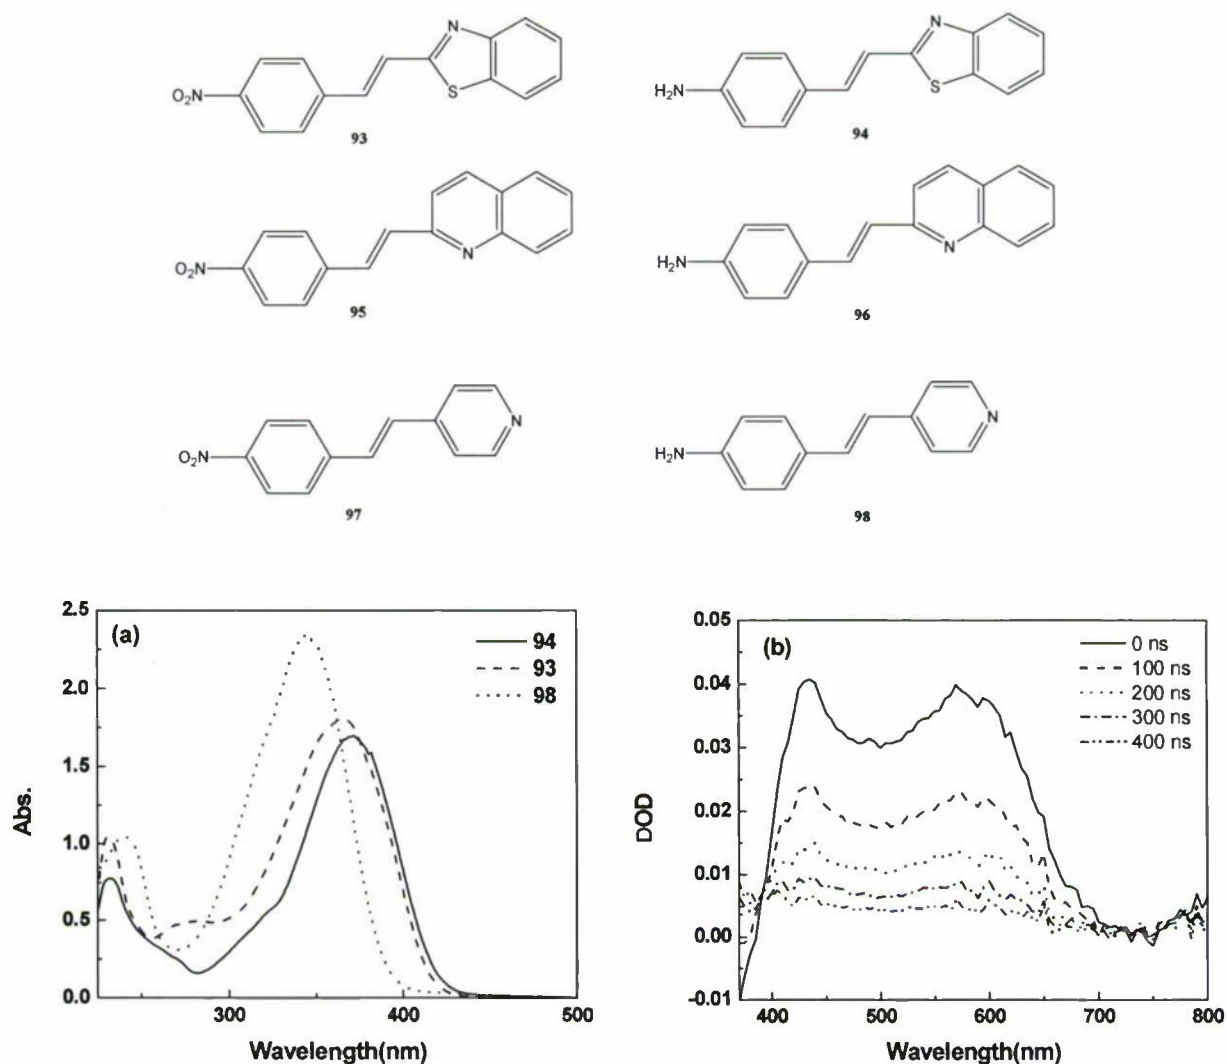 O₂N N S
93
H₂N N S
94
O₂N N
95
H₂N N
96
O₂N N
97
H₂N N
98
(a)
94
93
98
2.5
2.0
1.5
1.0
0.5
0.0
300 400 500
Abs.
Wavelength(nm)
(b)
0 ns
100 ns
200 ns
300 ns
400 ns
0.05
0.04
0.03
0.02
0.01
0.00
-0.01
400 500 600 700 800
DOD
Wavelength(nm)